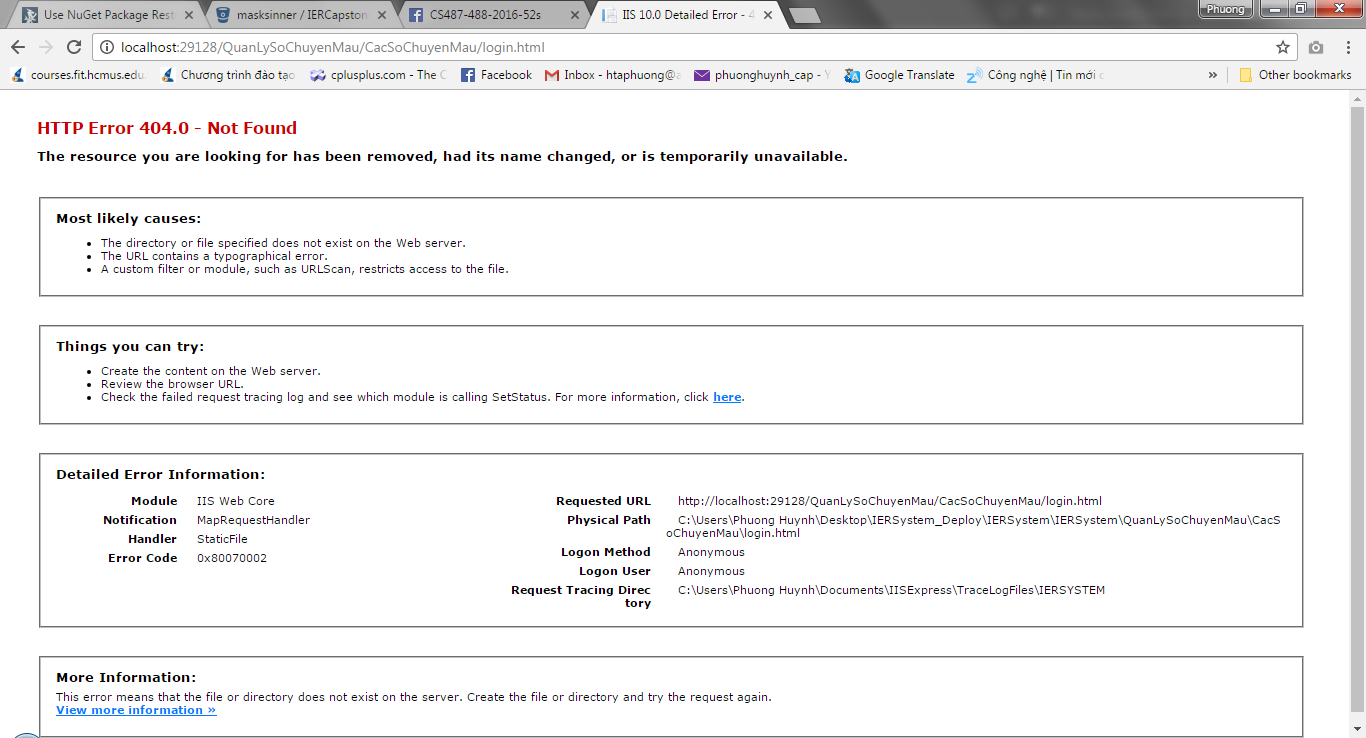 Use NuGet Package Rest
masksinner / IERCapston
CS487-488-2016-52s
IIS 10.0 Detailed Error - 4
Phuong
localhost:29128/QuanLySoChuyenMau/CacSoChuyenMau/login.html
courses.fit.hcmus.edu.
Chương trình đào tạo
cplusplus.com - The C
Facebook
Inbox - htaphuong@a
phuonghuynh_cap - Y
Google Translate
Công nghệ | Tin mới c
»
Other bookmarks
HTTP Error 404.0 - Not Found
The resource you are looking for has been removed, had its name changed, or is temporarily unavailable.
Most likely causes:
• The directory or file specified does not exist on the Web server.
• The URL contains a typographical error.
• A custom filter or module, such as URLScan, restricts access to the file.
Things you can try:
• Create the content on the Web server.
• Review the browser URL.
• Check the failed request tracing log and see which module is calling SetStatus. For more information, click here.
Detailed Error Information:
Module IIS Web Core
Notification MapRequestHandler
Handler StaticFile
Error Code 0x80070002
Requested URL http://localhost:29128/QuanLySoChuyenMau/CacSoChuyenMau/login.html
Physical Path C:\Users\Phuong Huynh\Desktop\IERSystem_Deploy\IERSystem\IERSystem\QuanLySoChuyenMau\CacS
oChuyenMau\login.html
Logon Method Anonymous
Logon User Anonymous
Request Tracing Direc C:\Users\Phuong Huynh\Documents\IISExpress\TraceLogFiles\IERSYSTEM
tory
More Information:
This error means that the file or directory does not exist on the server. Create the file or directory and try the request again.
View more information »